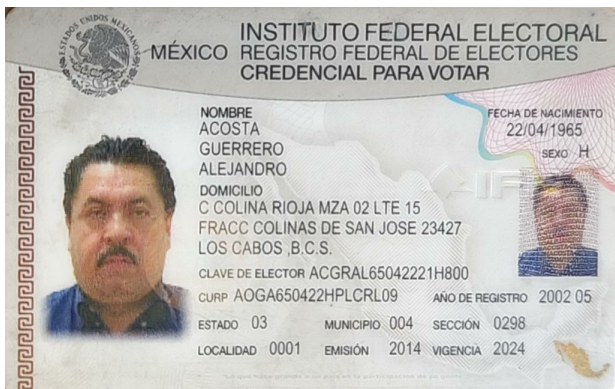 ESTADOS UNIDOS MEXICANOS
MÉXICO
INSTITUTO FEDERAL ELECTORAL
REGISTRO FEDERAL DE ELECTORES
CREDENCIAL PARA VOTAR
NOMBRE
ACOSTA
GUERRERO
ALEJANDRO
FECHA DE NACIMIENTO
22/04/1965
SEXO H
DOMICILIO
C COLINA RIOJA MZA 02 LTE 15
FRACC COLINAS DE SAN JOSE 23427
LOS CABOS ,B.C.S.
CLAVE DE ELECTOR ACGRAL65042221H800
CURP AOGA650422HPLCRL09 AÑO DE REGISTRO 2002 05
ESTADO 03 MUNICIPIO 004 SECCIÓN 0298
LOCALIDAD 0001 EMISIÓN 2014 VIGENCIA 2024